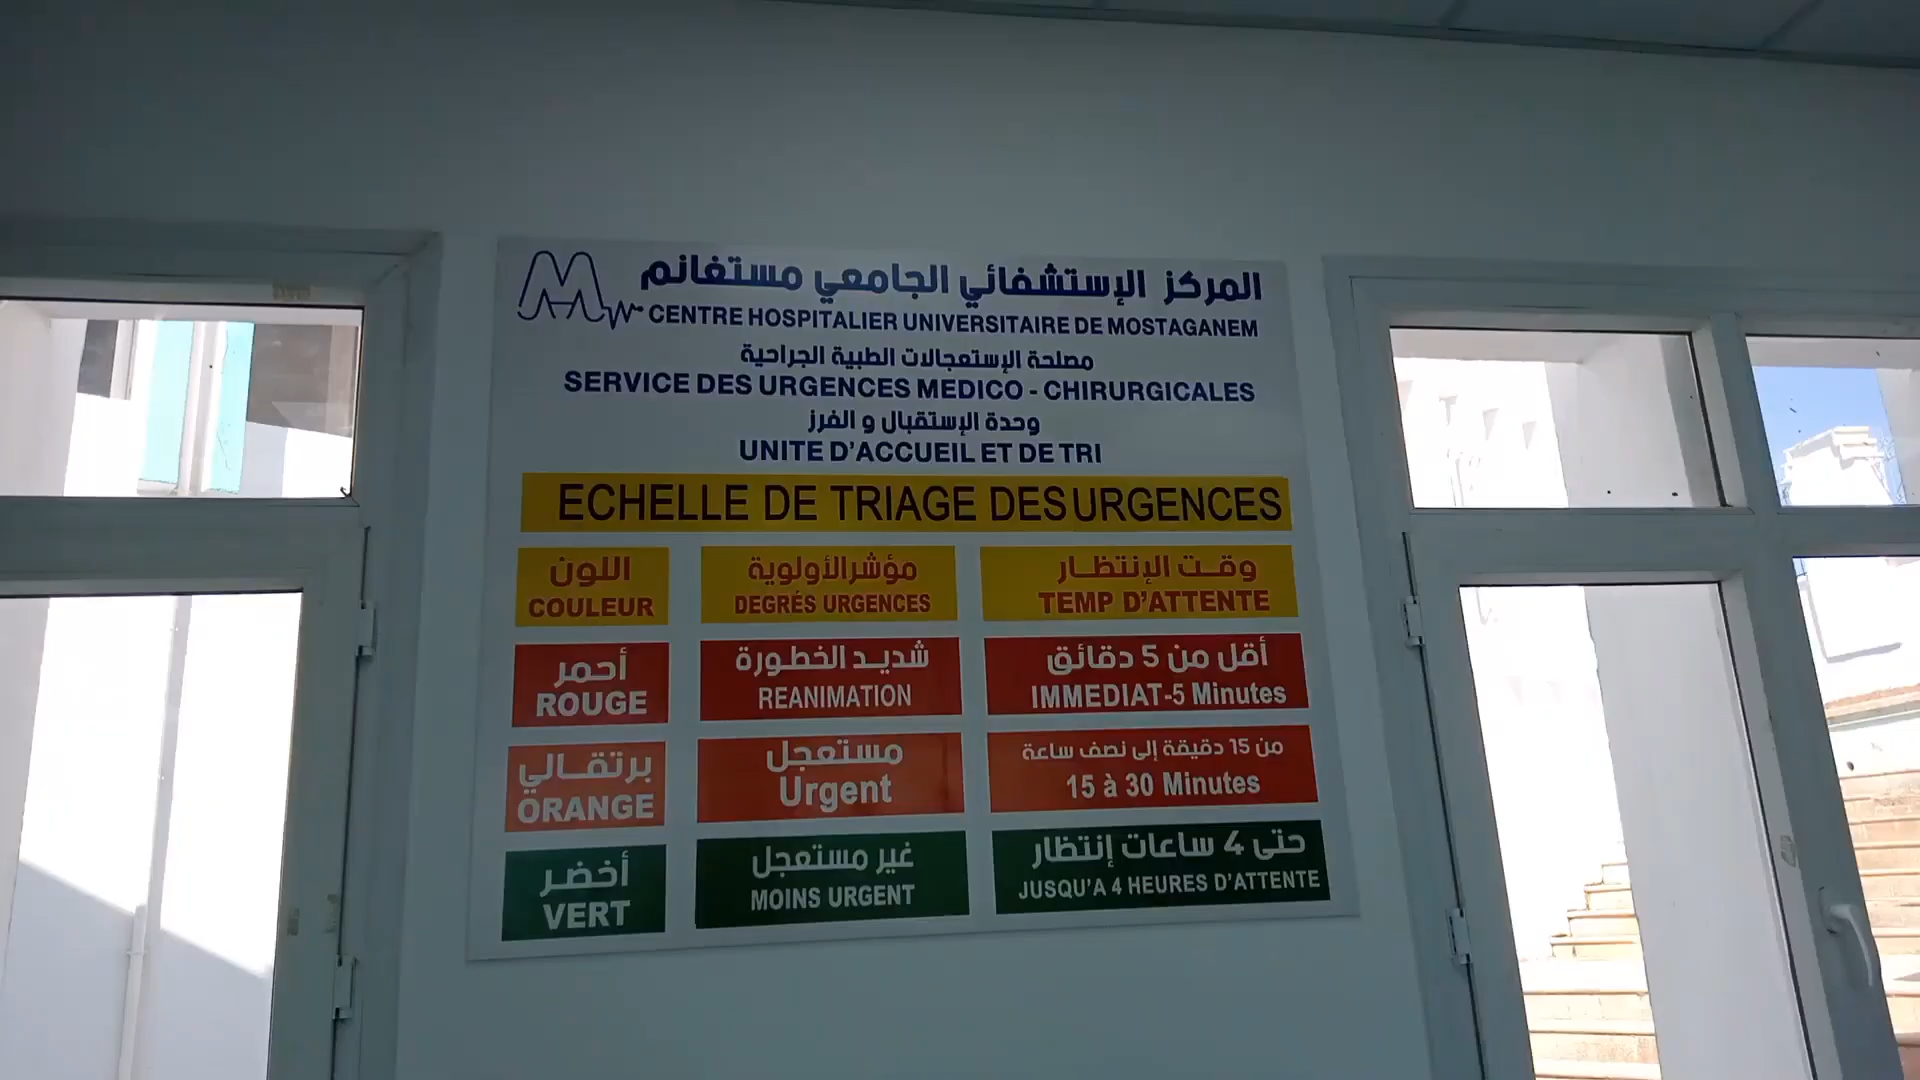 المركز الإستشفائي الجامعي مستغانم
CENTRE HOSPITALIER UNIVERSITAIRE DE MOSTAGANEM
مصلحة الإستعجالات الطبية الجراحية
SERVICE DES URGENCES MEDICO - CHIRURGICALES
وحدة الإستقبال و الفرز
UNITE D'ACCUEIL ET DE TRI
ECHELLE DE TRIAGE DES URGENCES
اللون
COULEUR
مؤشر الأولوية
DEGRÉS URGENCES
وقـت الإنتظـار
TEMP D'ATTENTE
أحمر
ROUGE
شديـد الخطورة
REANIMATION
أقل من 5 دقائق
IMMEDIAT-5 Minutes
برتقـالي
ORANGE
مستعجل
Urgent
من 15 دقيقة إلى نصف ساعة
15 à 30 Minutes
أخضر
VERT
غير مستعجل
MOINS URGENT
حتى 4 ساعات إنتظار
JUSQU'A 4 HEURES D'ATTENTE